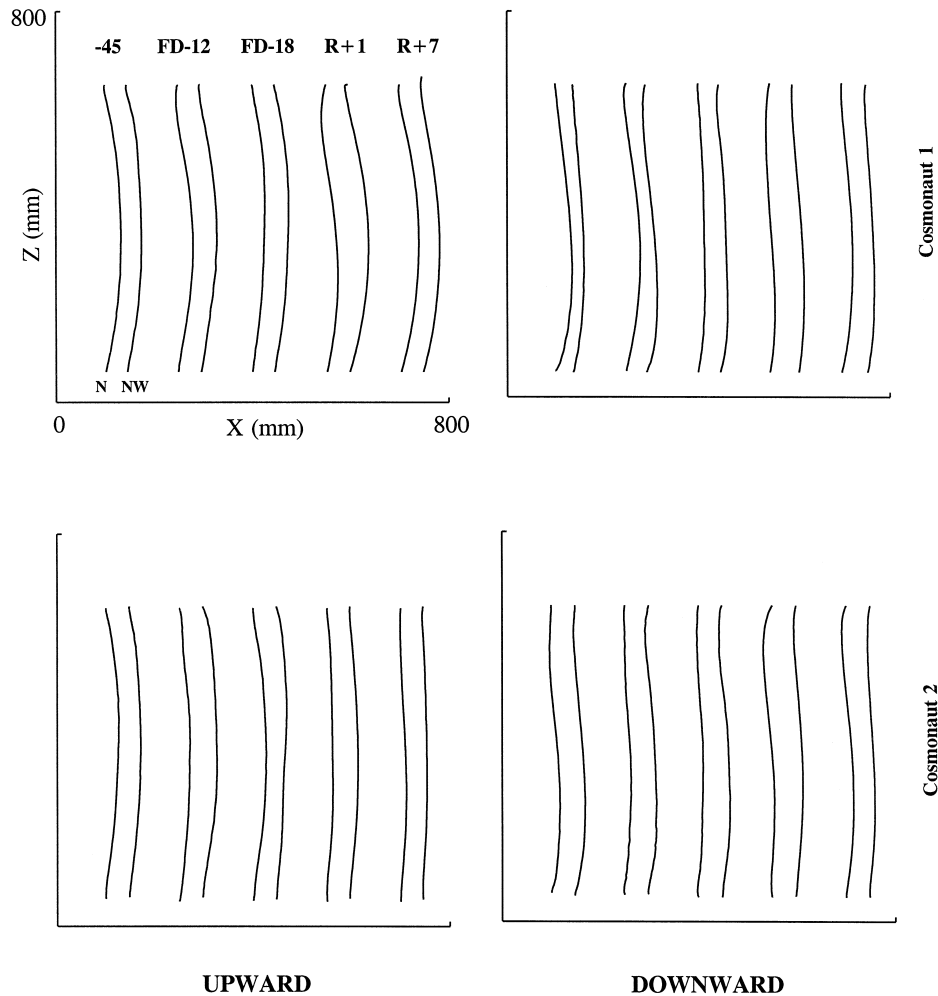 800
-45 FD-12 FD-18 R+1 R+7
Z (mm)
N NW
0 X (mm) 800
Cosmonaut 1
Cosmonaut 2
UPWARD DOWNWARD